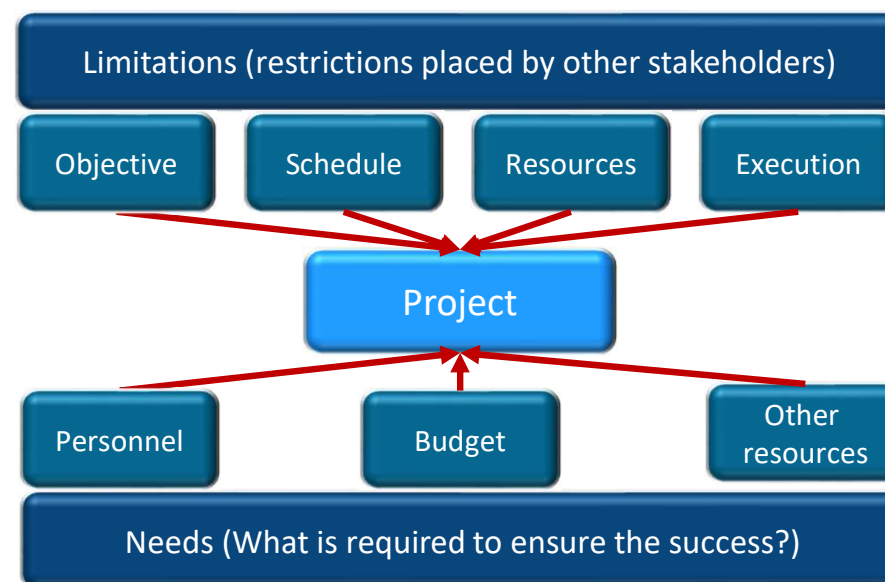 Limitations (restrictions placed by other stakeholders)
Objective
Schedule
Resources
Execution
Project
Personnel
Budget
Other
resources
Needs (What is required to ensure the success?)